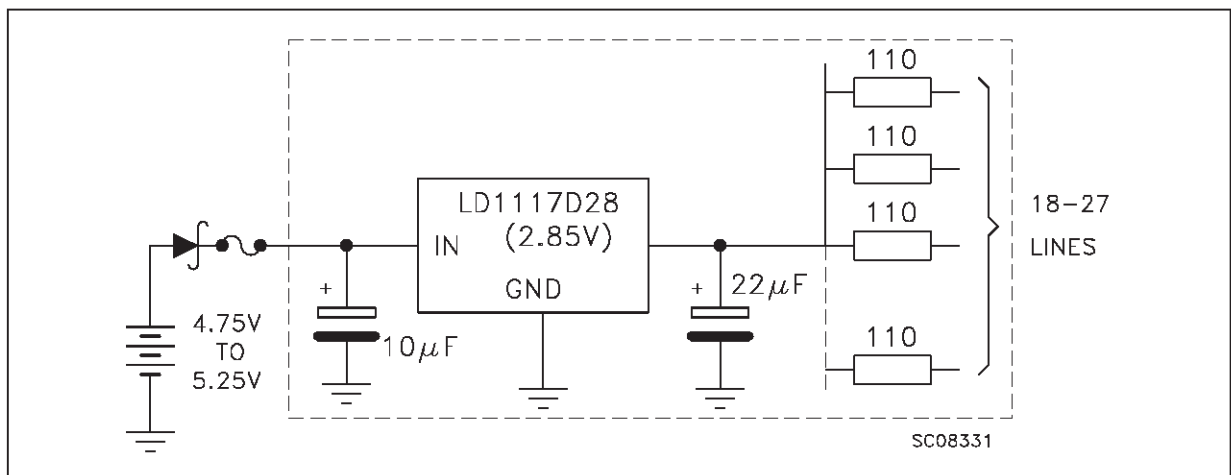 110
110
110
110
18-27
LINES
LD1117D28
(2.85V)
IN
GND
+
10µF
+
22µF
4.75V
TO
5.25V
SC08331